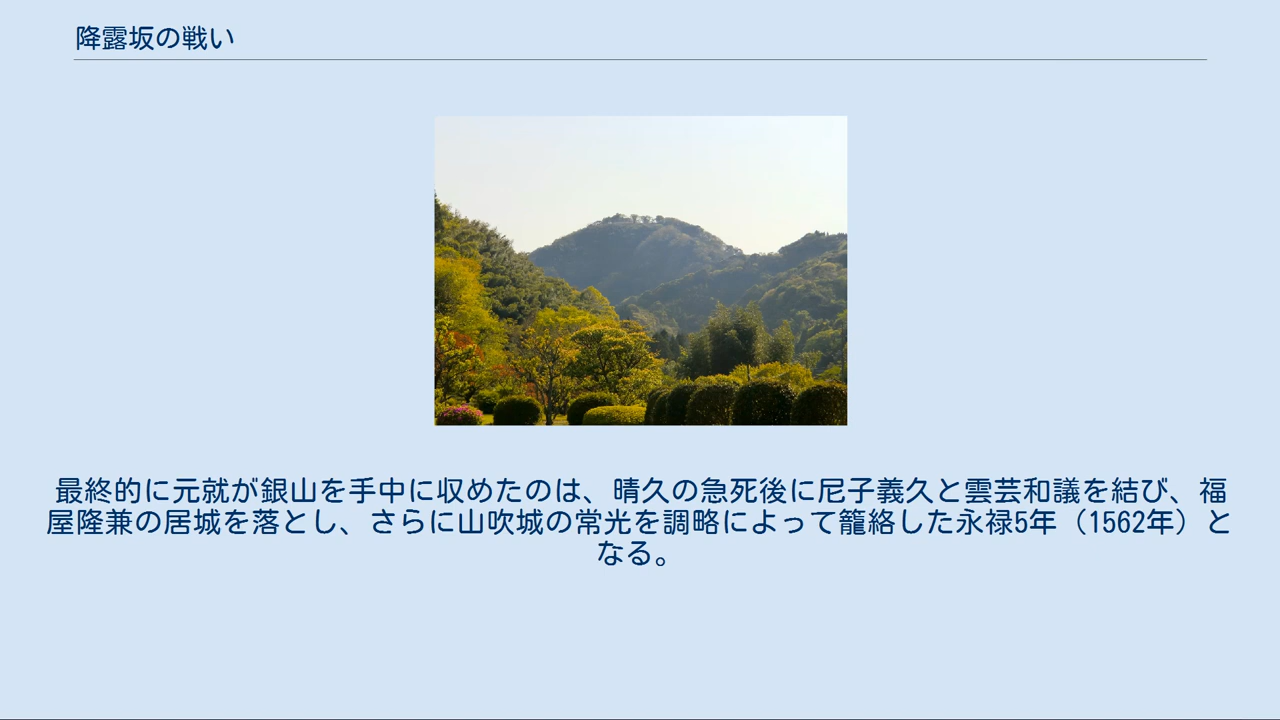 降露坂の戦い
最終的に元就が銀山を手中に収めたのは、晴久の急死後に尼子義久と雲芸和議を結び、福
屋隆兼の居城を落とし、さらに山吹城の常光を調略によって籠絡した永禄5年（1562年）と
なる。